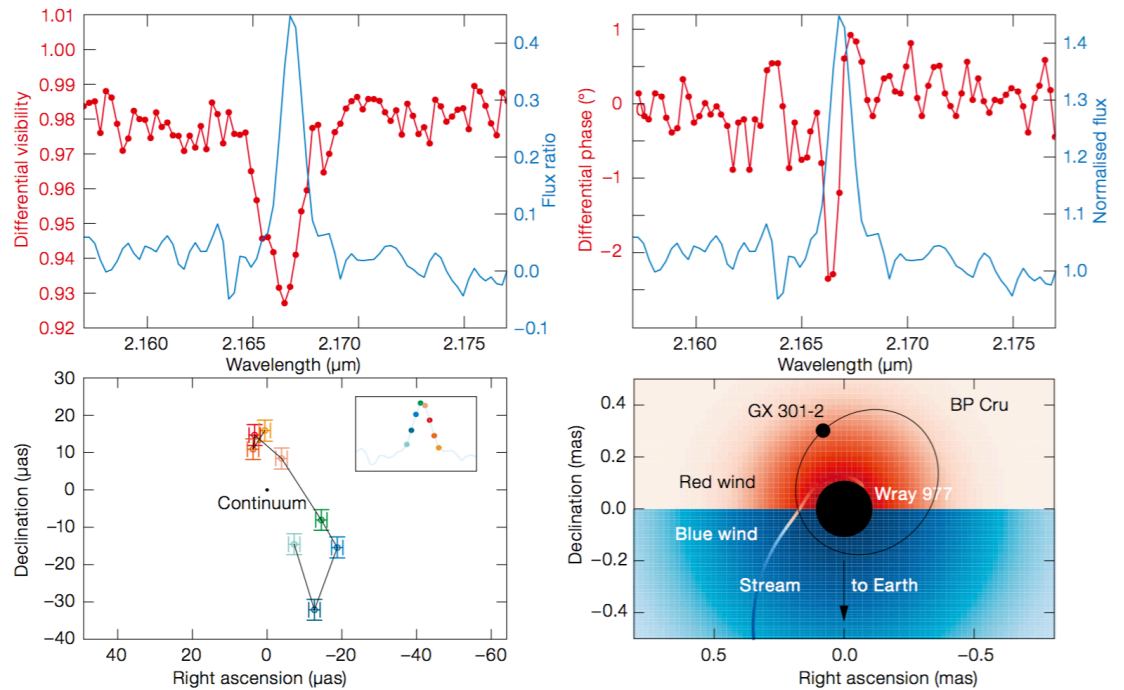 1.01
1.00
0.99
0.98
0.97
0.96
0.95
0.94
0.93
0.92
Differential visibility
0.4
0.3
0.2
0.1
0.0
−0.1
Flux ratio
2.160 2.165 2.170 2.175
Wavelength (µm)
1
0
−1
−2
Differential phase (°)
1.4
1.3
1.2
1.1
1.0
Normalised flux
2.160 2.165 2.170 2.175
Wavelength (µm)
30
20
10
0
−10
−20
−30
−40
Declination (µas)
Continuum
40 20 0 −20 −40 −60
Right ascension (µas)
0.4
0.2
0.0
−0.2
−0.4
Declination (mas)
GX 301-2
BP Cru
Red wind
Wray 977
Blue wind
Stream
to Earth
0.5 0.0 −0.5
Right ascension (mas)